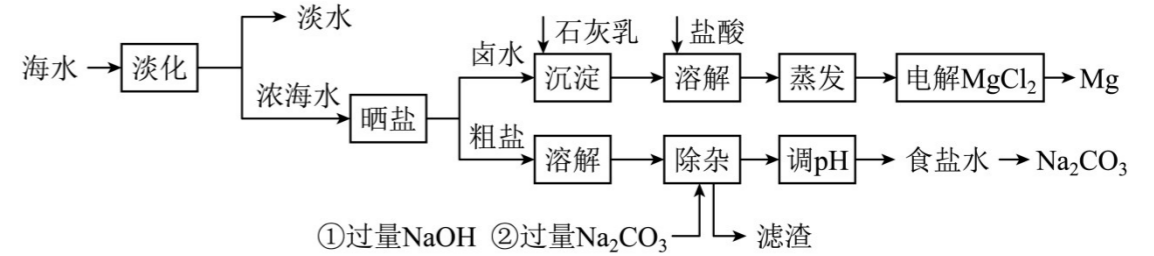 淡水
石灰乳 盐酸
海水 淡化 卤水 沉淀 溶解 蒸发 电解MgCl₂ Mg
浓海水 晒盐
粗盐 溶解 除杂 调pH 食盐水 Na₂CO₃
①过量NaOH ②过量Na₂CO₃ 滤渣